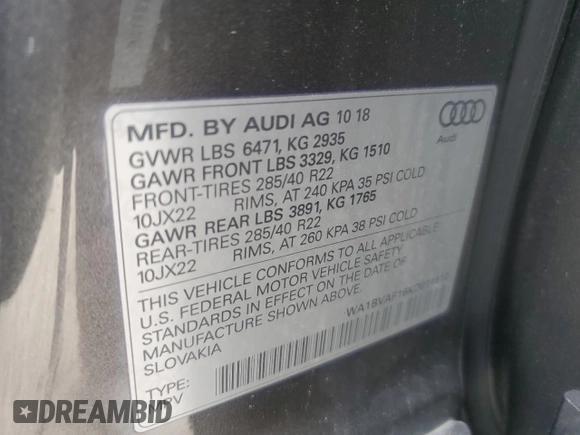 MFD. BY AUDI AG 10 18
GVWR LBS 6471, KG 2935
GAWR FRONT LBS 3329, KG 1510
FRONT-TIRES 285/40 R22
10JX22 RIMS, AT 240 KPA 35 PSI COLD
GAWR REAR LBS 3891, KG 1765
REAR-TIRES 285/40 R22
10JX22 RIMS, AT 260 KPA 38 PSI COLD
THIS VEHICLE CONFORMS TO ALL APPLICABLE
U.S. FEDERAL MOTOR VEHICLE SAFETY
STANDARDS IN EFFECT ON THE DATE OF
MANUFACTURE SHOWN ABOVE.
SLOVAKIA
TYPE:
Audi
DREAMBID